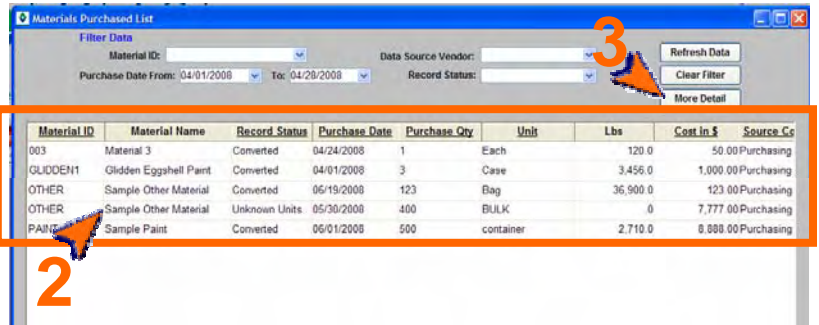 Materials Purchased List
Filter Data
Material ID: Data Source Vendor: Refresh Data
Purchase Date From: 04/01/2008 To: 04/28/2008 Record Status: Clear Filter
3
More Detail
Material ID Material Name Record Status Purchase Date Purchase Qty Unit Lbs Cost in $ Source Co
003 Material 3 Converted 04/24/2008 1 Each 120.0 50.00 Purchasing
GLIDDEN1 Glidden Eggshell Paint Converted 04/01/2008 3 Case 3,456.0 1,000.00 Purchasing
OTHER Sample Other Material Converted 06/19/2008 123 Bag 36,900.0 123.00 Purchasing
OTHER Sample Other Material Unknown Units 05/30/2008 400 BULK 0 7,777.00 Purchasing
PAINT Sample Paint Converted 06/01/2008 500 container 2,710.0 8,888.00 Purchasing
2